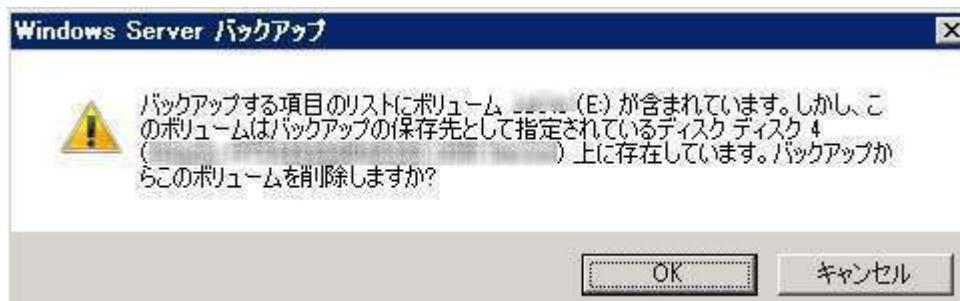 Windows Server バックアップ
バックアップする項目のリストにボリューム (E:) が含まれています。しかし、こ
のボリュームはバックアップの保存先として指定されているディスク ディスク 4
( ) 上に存在しています。バックアップか
らこのボリュームを削除しますか?
OK キャンセル